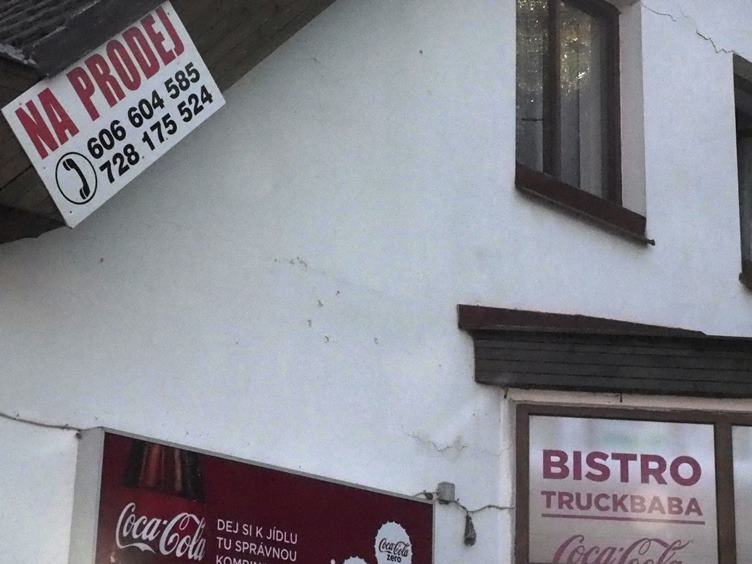 NA PRODEJ
606 604 585
728 175 524
BISTRO
TRUCKBABA
Coca-Cola
Coca-Cola
DEJ SI K JÍDLU
TU SPRÁVNOU
Coca-Cola
zero